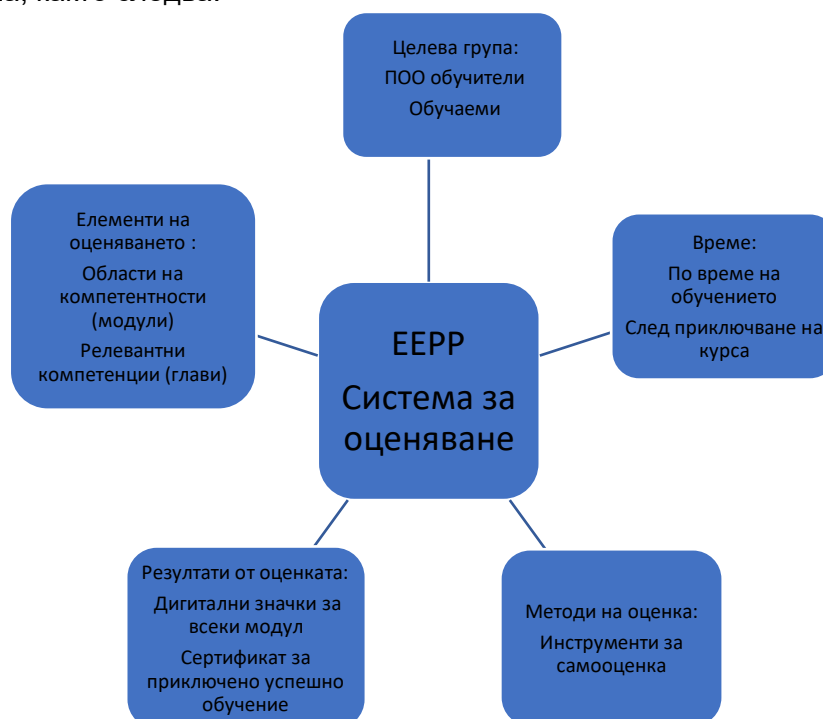 Целева група:
ПОО обучители
Обучаеми
Елементи на
оценяването :
Области на
компетентности
(модули)
Релевантни
компетенции (глави)
Време:
По време на
обучението
След приключване на
курса
ЕЕРР
Система за
оценяване
Резултати от оценката:
Дигитални значки за
всеки модул
Сертификат за
приключено успешно
обучение
Методи на оценка:
Инструменти за
самооценка